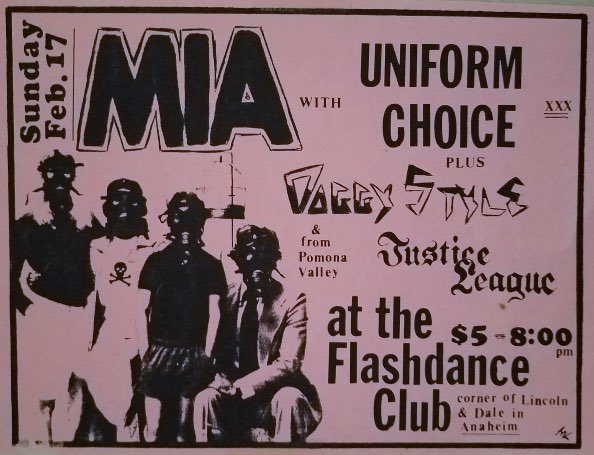 Sunday
Feb. 17
MIA
WITH
UNIFORM
CHOICE
XXX
PLUS
Doggy Style
&
from
Pomona
Valley
Justice
League
at the
Flashdance
Club
$5 - 8:00
pm
corner of Lincoln
& Dale in
Anaheim